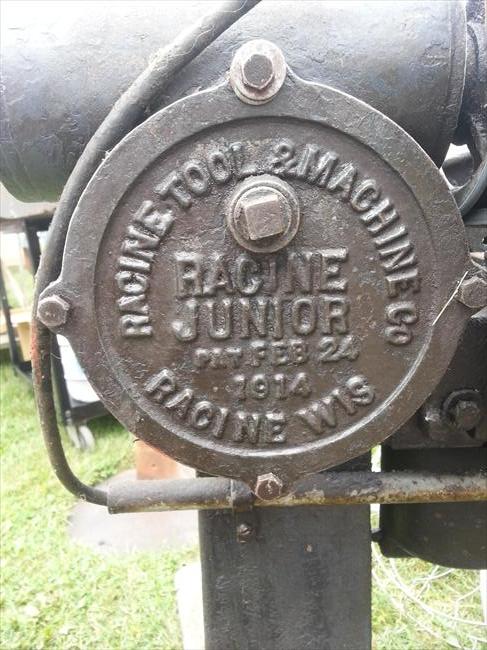 RACINE TOOL & MACHINE CO
RACINE
JUNIOR
PAT FEB 24
1914
RACINE WIS